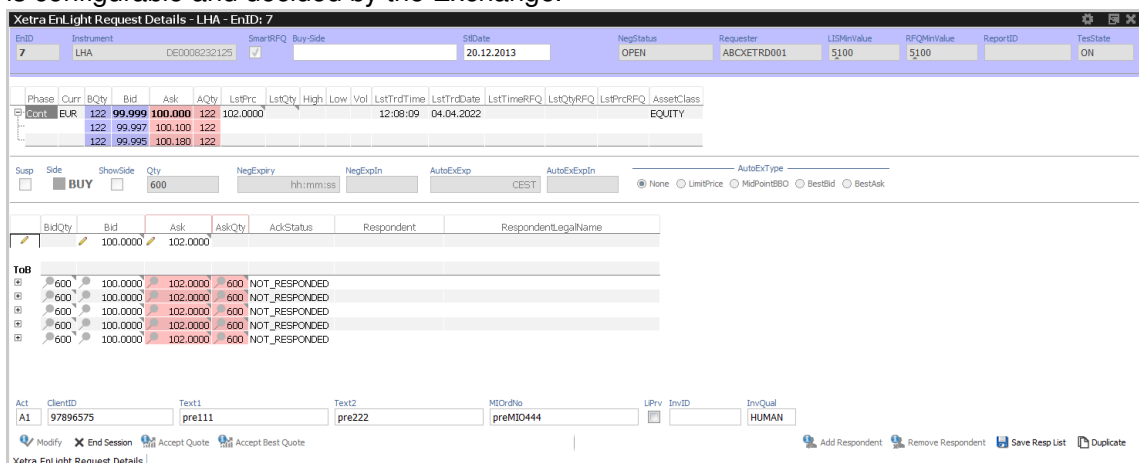 is configurable and decided by the Exchange.
Xetra EnLight Request Details - LHA - EnID: 7
EnID Instrument SmartRFQ Buy-Side StlDate NegStatus Requester LISMinValue RFQMinValue ReportID TesState
7 LHA DE0008232125 20.12.2013 OPEN ABCXETRD001 5100 5100 ON
Phase Curr BQty Bid Ask AQty LstPrc LstQty High Low Vol LstTrdTime LstTrdDate LstTimeRFQ LstQtyRFQ LstPrcRFQ AssetClass
Cont EUR 122 99.999 100.000 122 102.0000 12:08:09 04.04.2022 EQUITY
122 99.997 100.100 122
122 99.995 100.180 122
Susp Side ShowSide Qty NegExpiry NegExpIn AutoExExp AutoExExpIn AutoExType
BUY 600 hh:mm:ss CEST None LimitPrice MidPointBBO BestBid BestAsk
BidQty Bid Ask AskQty AckStatus Respondent RespondentLegalName
100.0000 102.0000
ToB
600 100.0000 102.0000 600 NOT_RESPONDED
600 100.0000 102.0000 600 NOT_RESPONDED
600 100.0000 102.0000 600 NOT_RESPONDED
600 100.0000 102.0000 600 NOT_RESPONDED
600 100.0000 102.0000 600 NOT_RESPONDED
Act ClientID Text1 Text2 MIOrdNo LiPrv InvID InvQual
A1 97896575 pre111 pre222 preMIO444 HUMAN
Modify End Session Accept Quote Accept Best Quote Add Respondent Remove Respondent Save Resp List Duplicate
Xetra EnLight Request Details